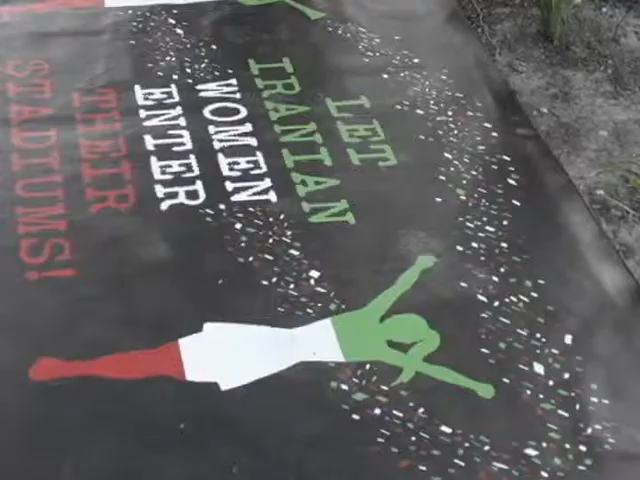 LET
IRANIAN
WOMEN
ENTER
THEIR
STADIUMS!